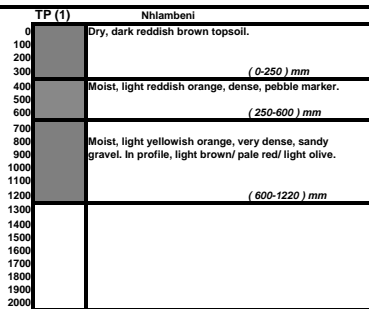 TP (1) Nhlambeni
0 Dry, dark reddish brown topsoil.
100
200
300 ( 0-250 ) mm
400 Moist, light reddish orange, dense, pebble marker.
500
600 ( 250-600 ) mm
700
800 Moist, light yellowish orange, very dense, sandy
900 gravel. In profile, light brown/ pale red/ light olive.
1000
1100
1200 ( 600-1220 ) mm
1300
1400
1500
1600
1700
1800
1900
2000